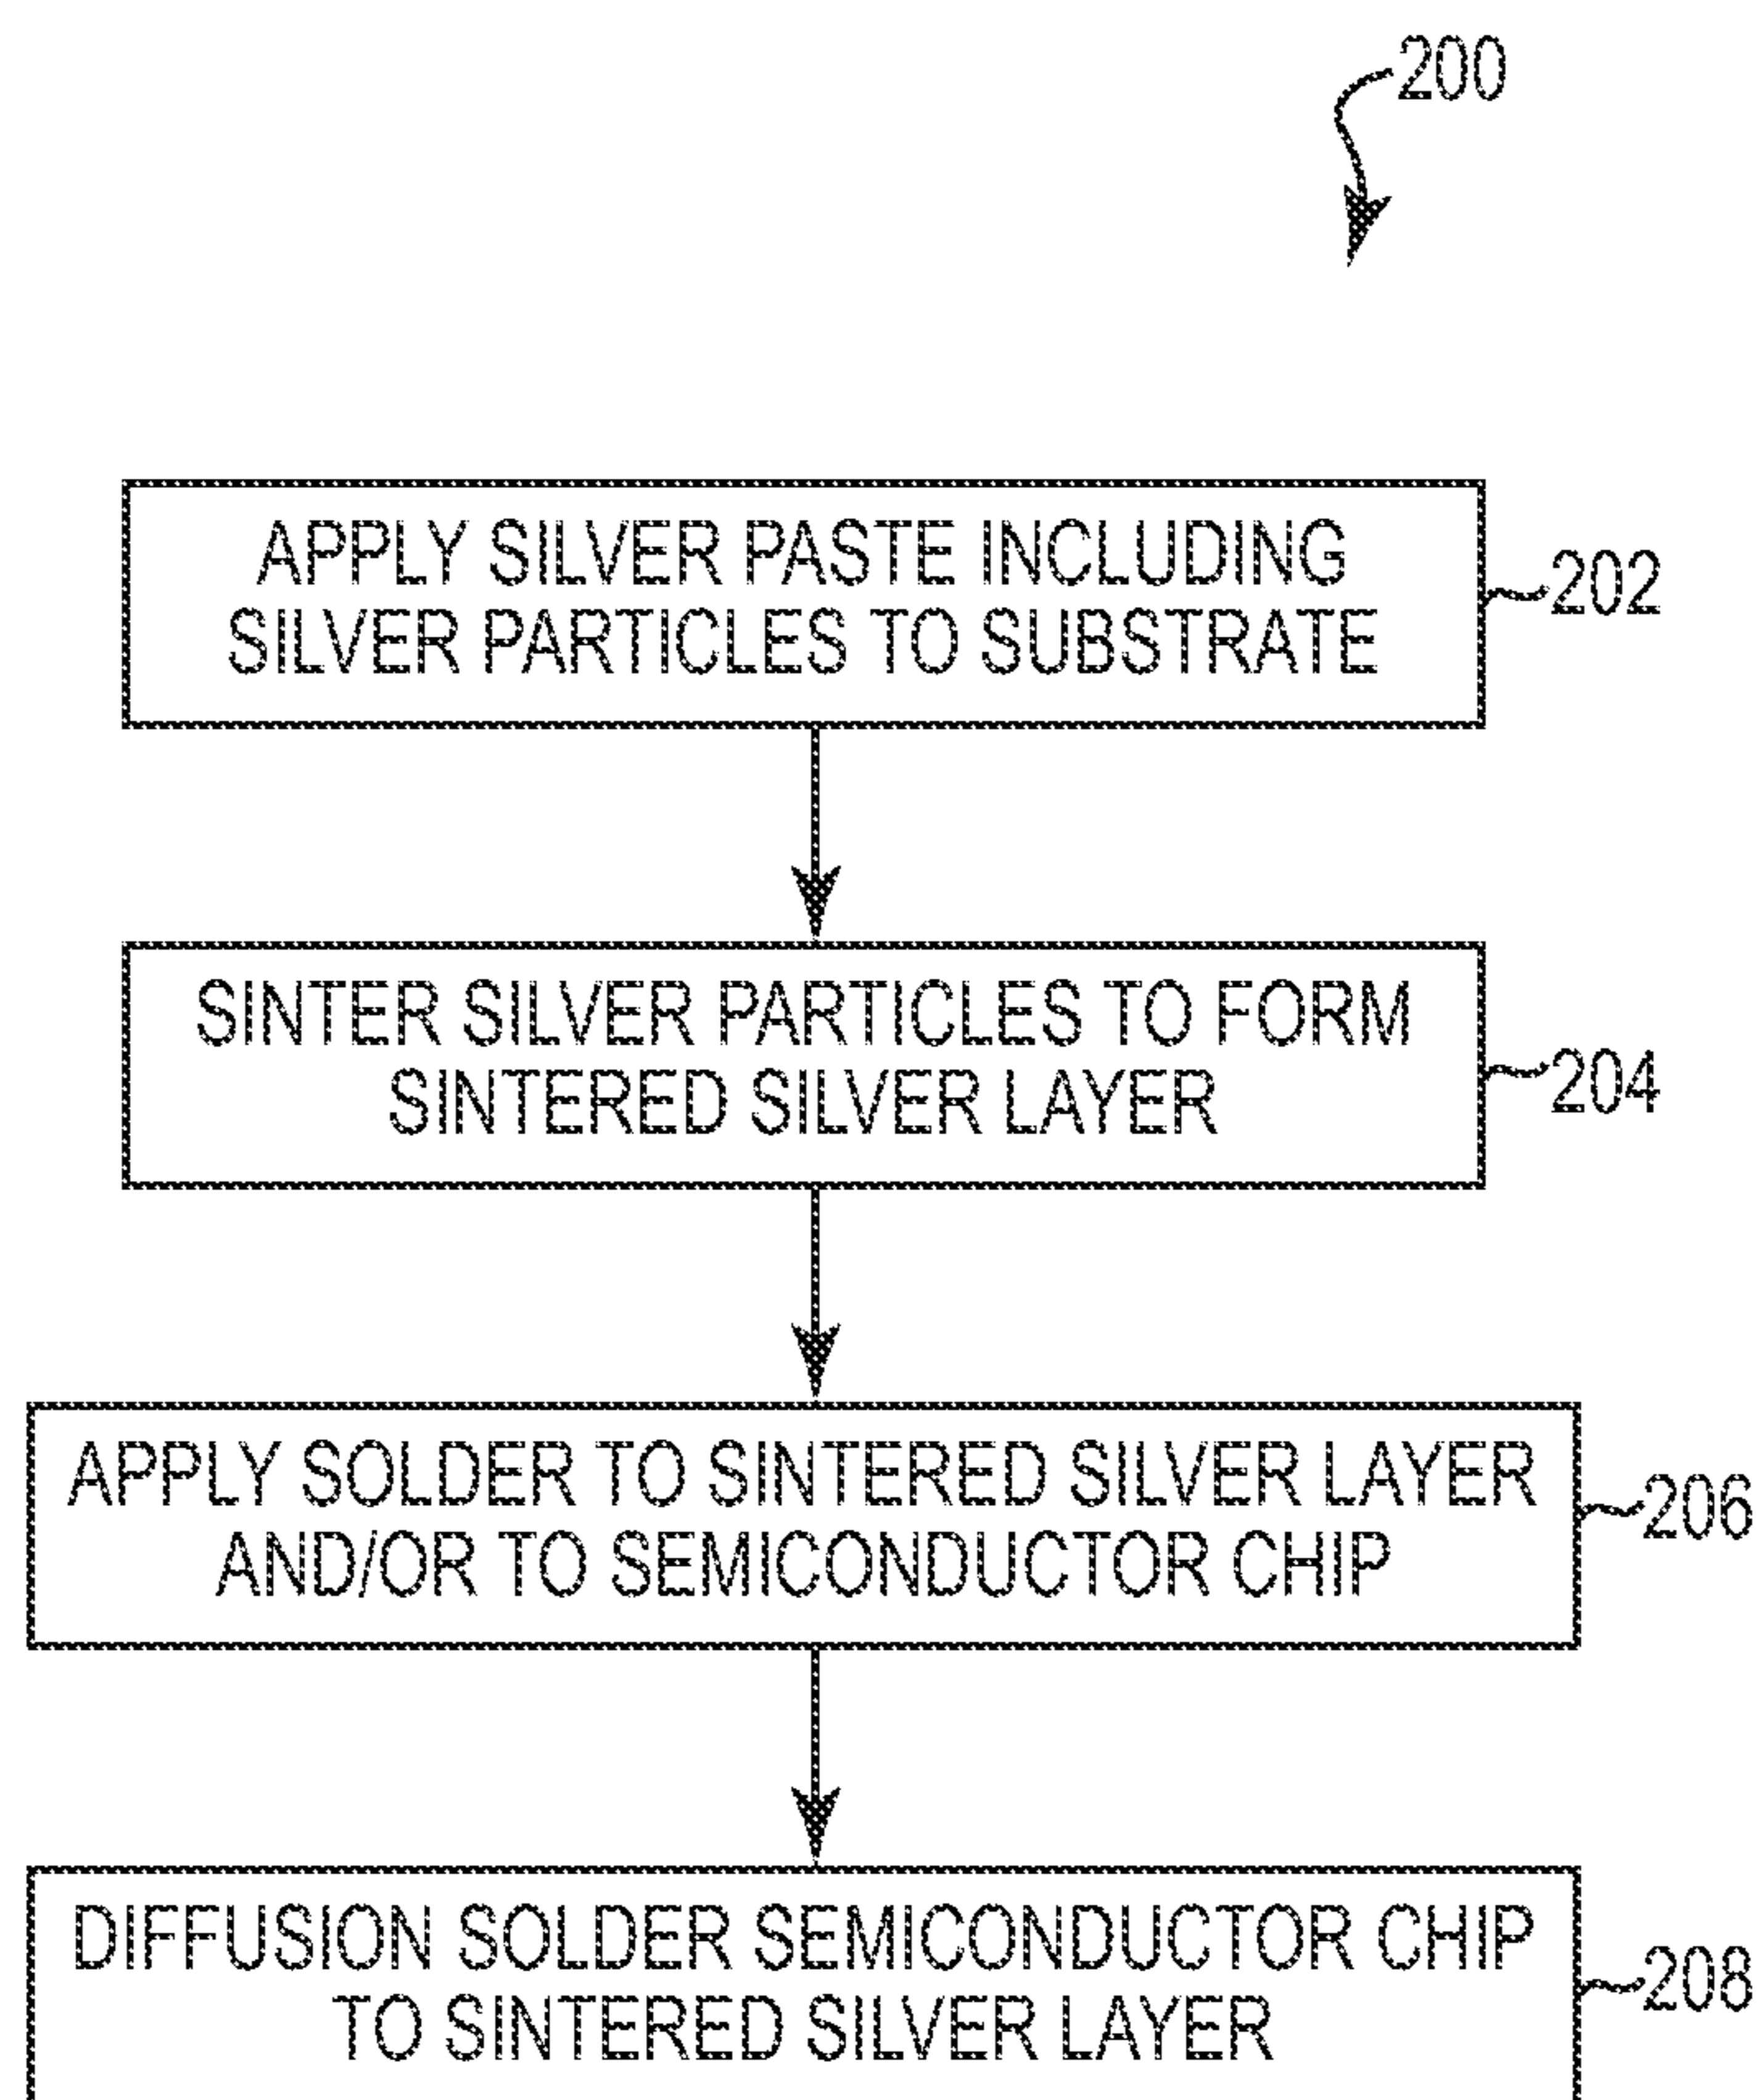 200
APPLY SILVER PASTE INCLUDING
SILVER PARTICLES TO SUBSTRATE
202
SINTER SILVER PARTICLES TO FORM
SINTERED SILVER LAYER
204
APPLY SOLDER TO SINTERED SILVER LAYER
AND/OR TO SEMICONDUCTOR CHIP
206
DIFFUSION SOLDER SEMICONDUCTOR CHIP
TO SINTERED SILVER LAYER
208